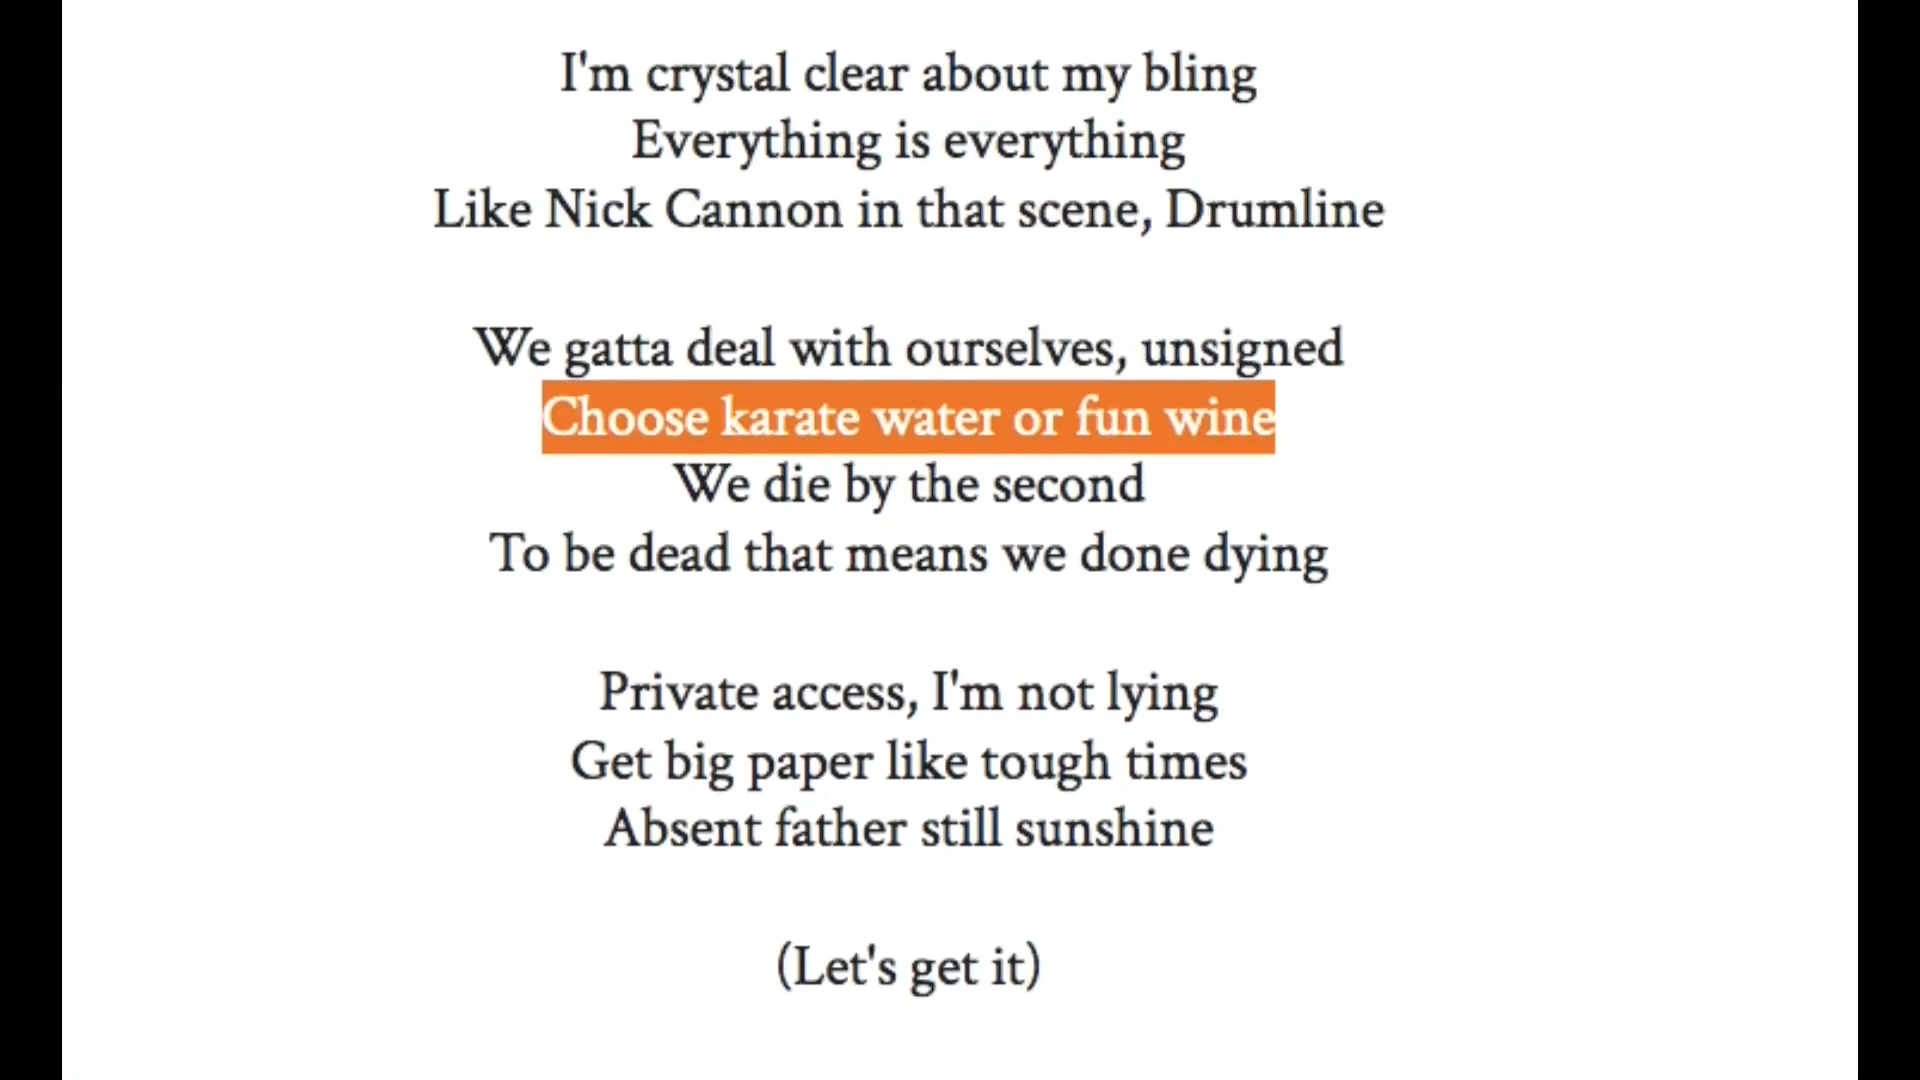 I'm crystal clear about my bling
Everything is everything
Like Nick Cannon in that scene, Drumline
We gatta deal with ourselves, unsigned
Choose karate water or fun wine
We die by the second
To be dead that means we done dying
Private access, I'm not lying
Get big paper like tough times
Absent father still sunshine
(Let's get it)